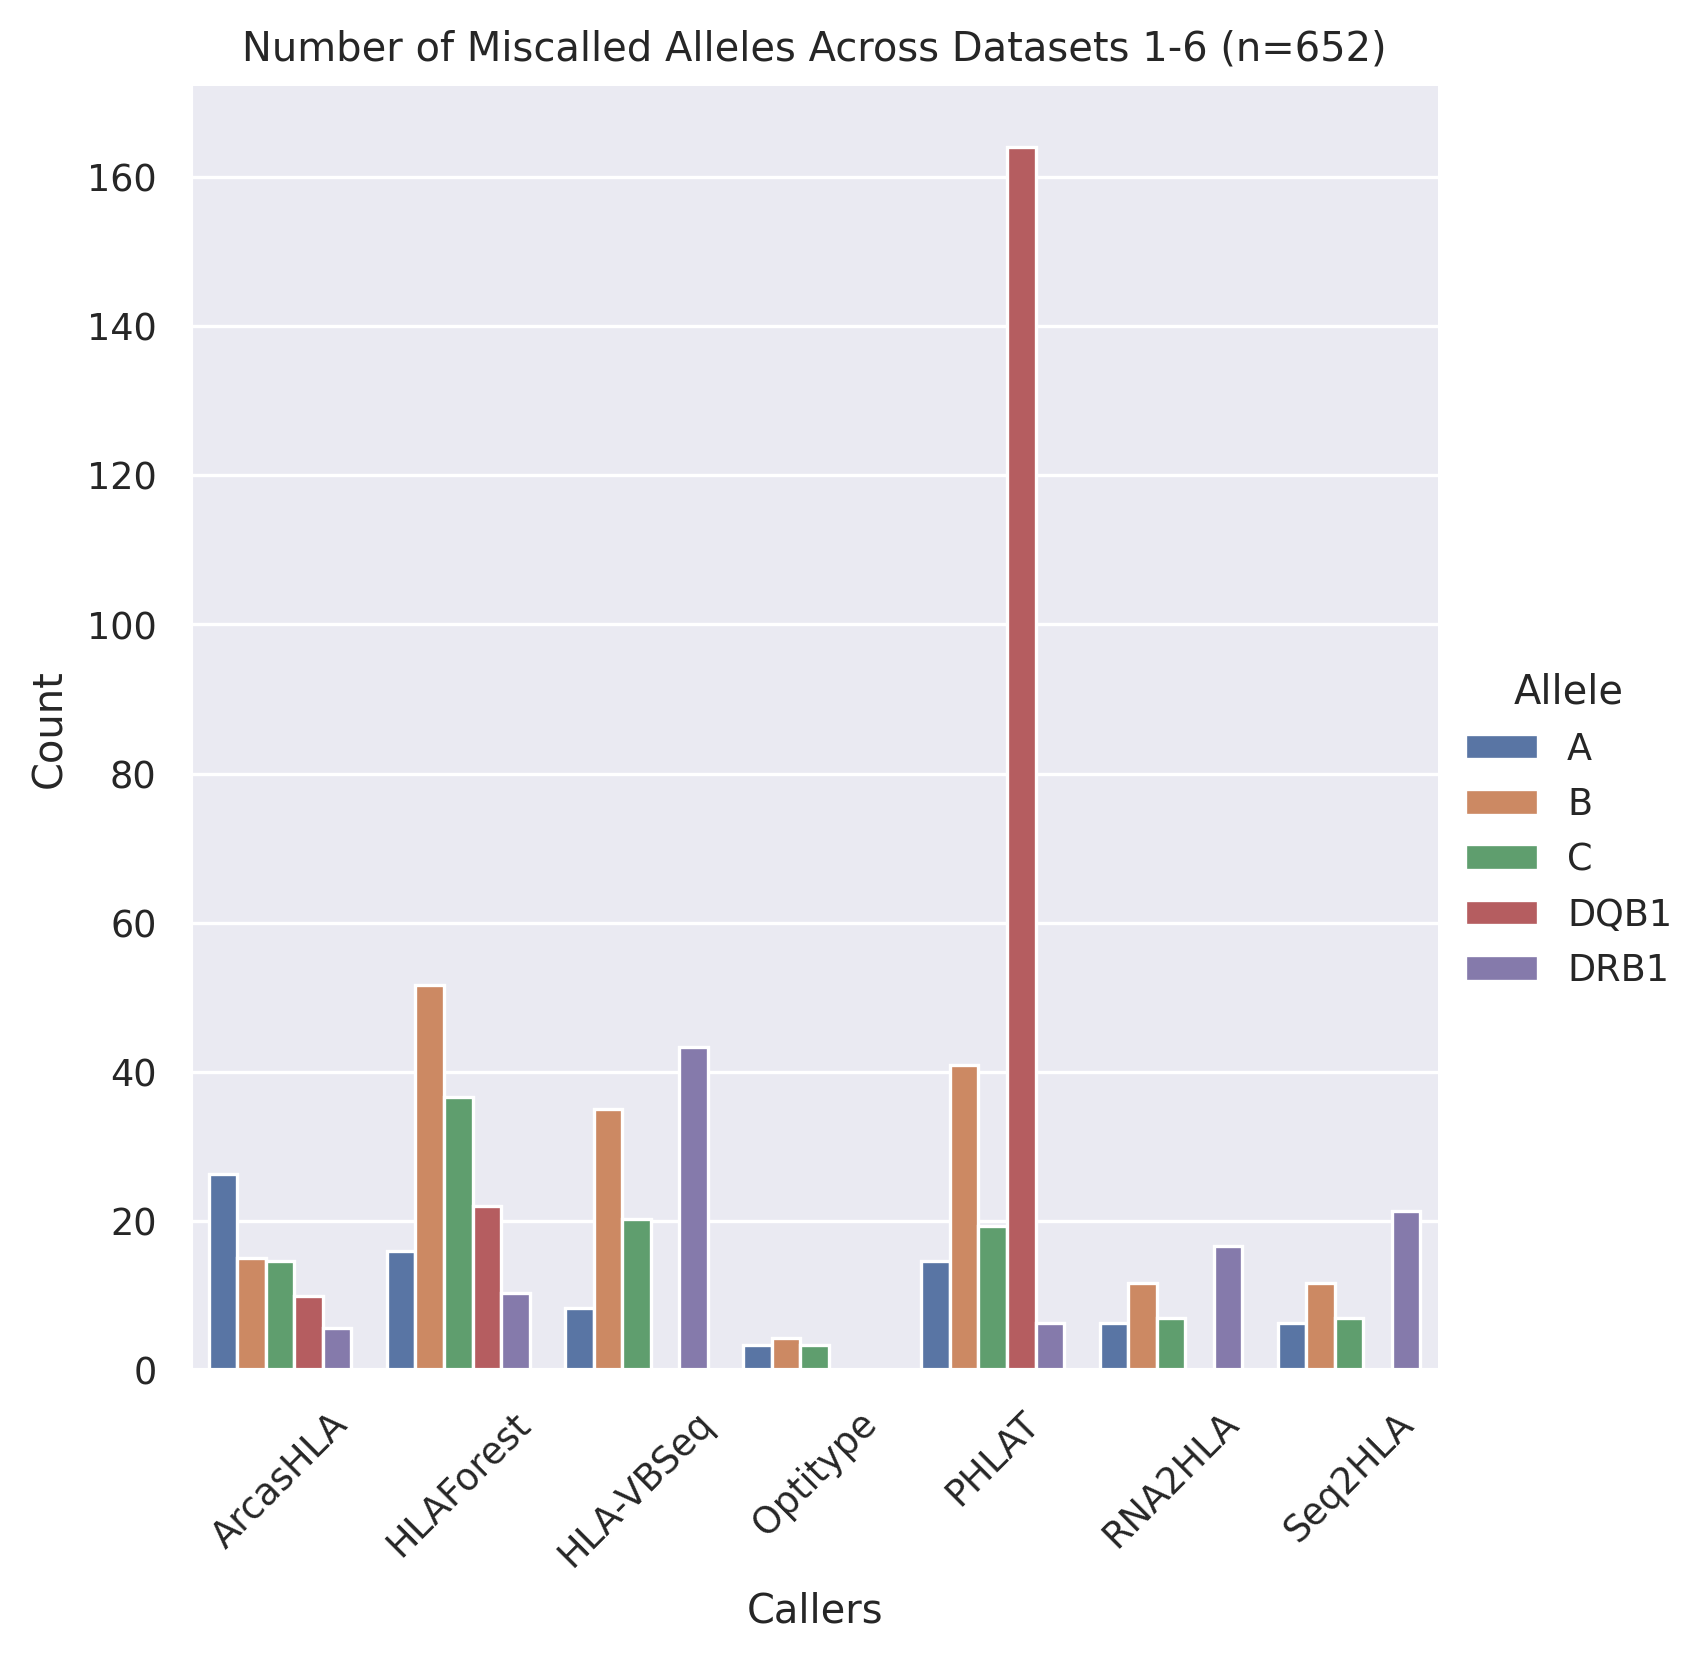 Number of Miscalled Alleles Across Datasets 1-6 (n=652)
160
140
120
100
80
60
40
20
0
Count
Allele
A
B
C
DQB1
DRB1
ArcasHLA
HLAForest
HLA-VBSeq
Optitype
PHLAT
RNA2HLA
Seq2HLA
Callers